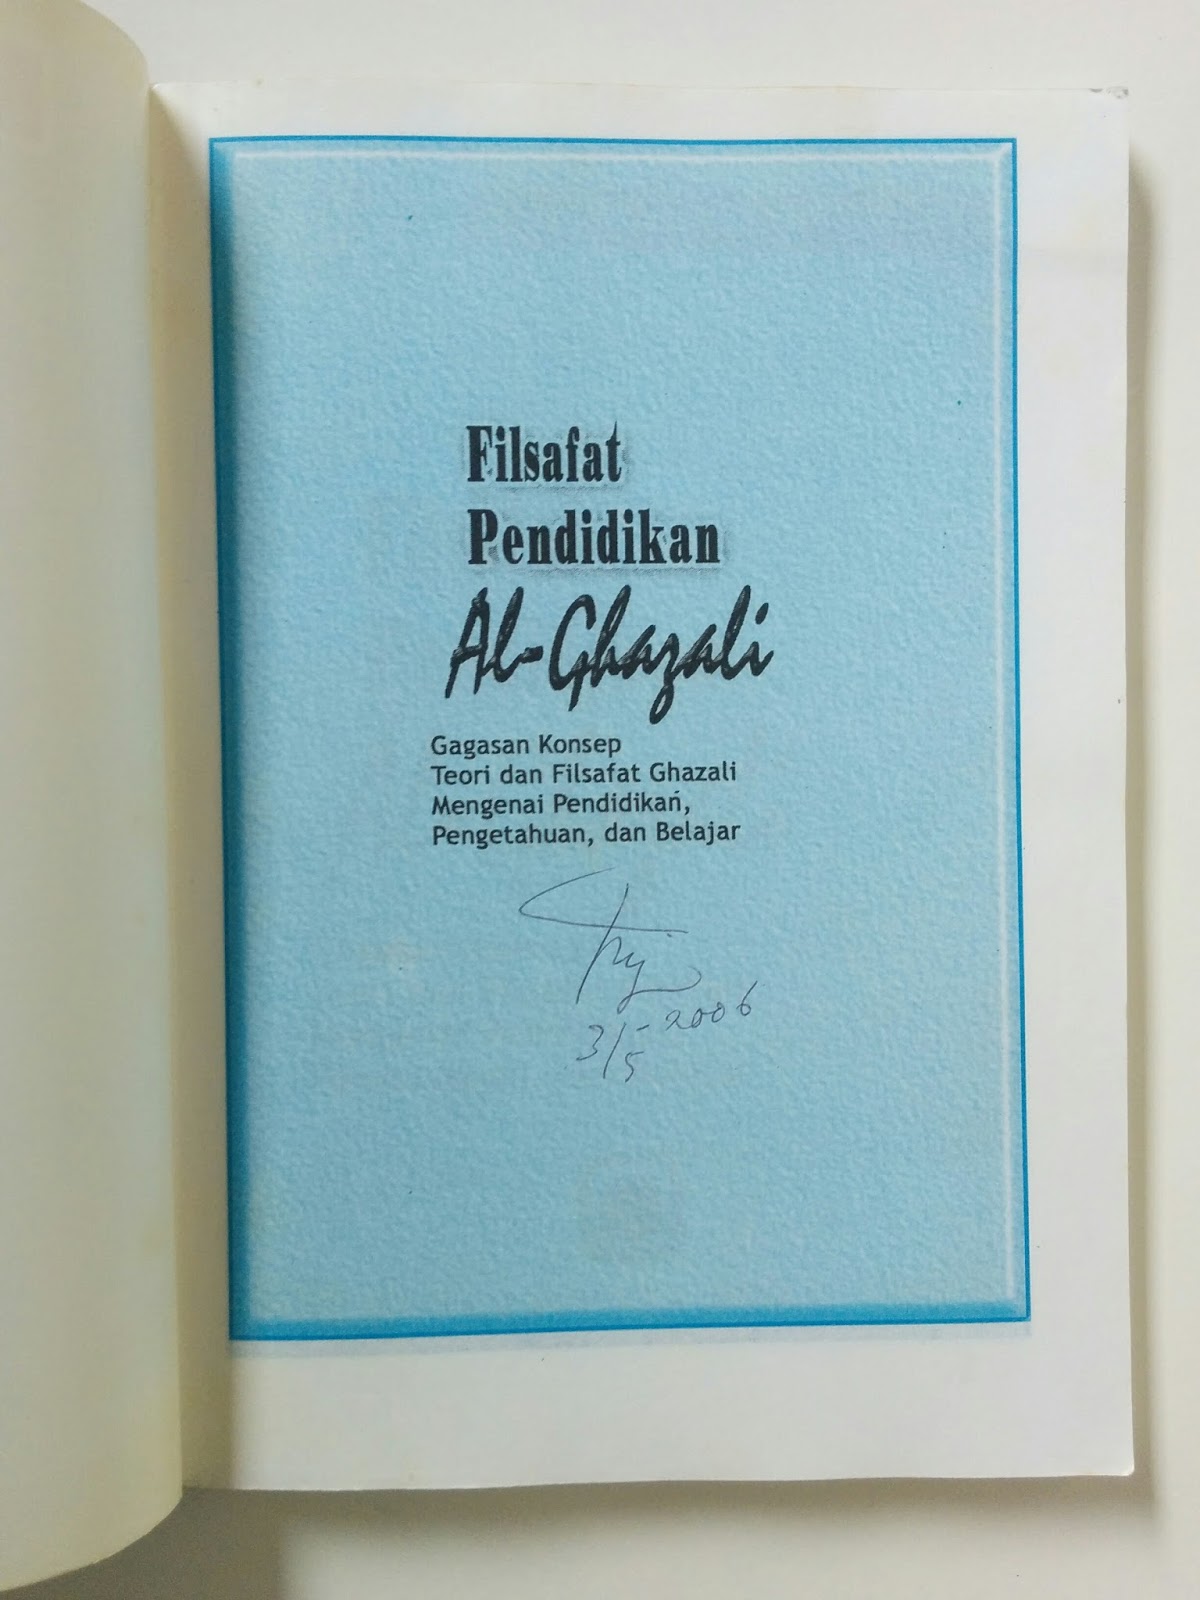 Filsafat
Pendidikan
Al-Ghazali
Gagasan Konsep
Teori dan Filsafat Ghazali
Mengenai Pendidikan,
Pengetahuan, dan Belajar
3/5-2006